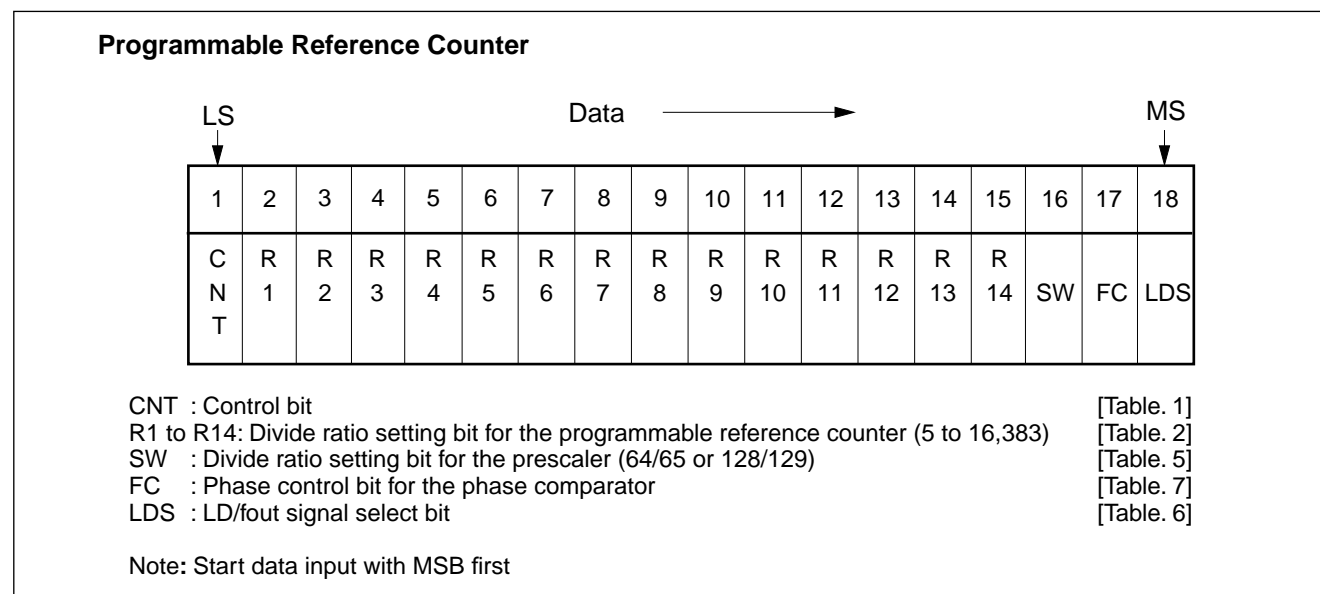 Programmable Reference Counter
LS Data MS
1 2 3 4 5 6 7 8 9 10 11 12 13 14 15 16 17 18
C R R R R R R R R R R R R R R
N 1 2 3 4 5 6 7 8 9 10 11 12 13 14 SW FC LDS
T
CNT : Control bit [Table. 1]
R1 to R14: Divide ratio setting bit for the programmable reference counter (5 to 16,383) [Table. 2]
SW : Divide ratio setting bit for the prescaler (64/65 or 128/129) [Table. 5]
FC : Phase control bit for the phase comparator [Table. 7]
LDS : LD/fout signal select bit [Table. 6]
Note: Start data input with MSB first